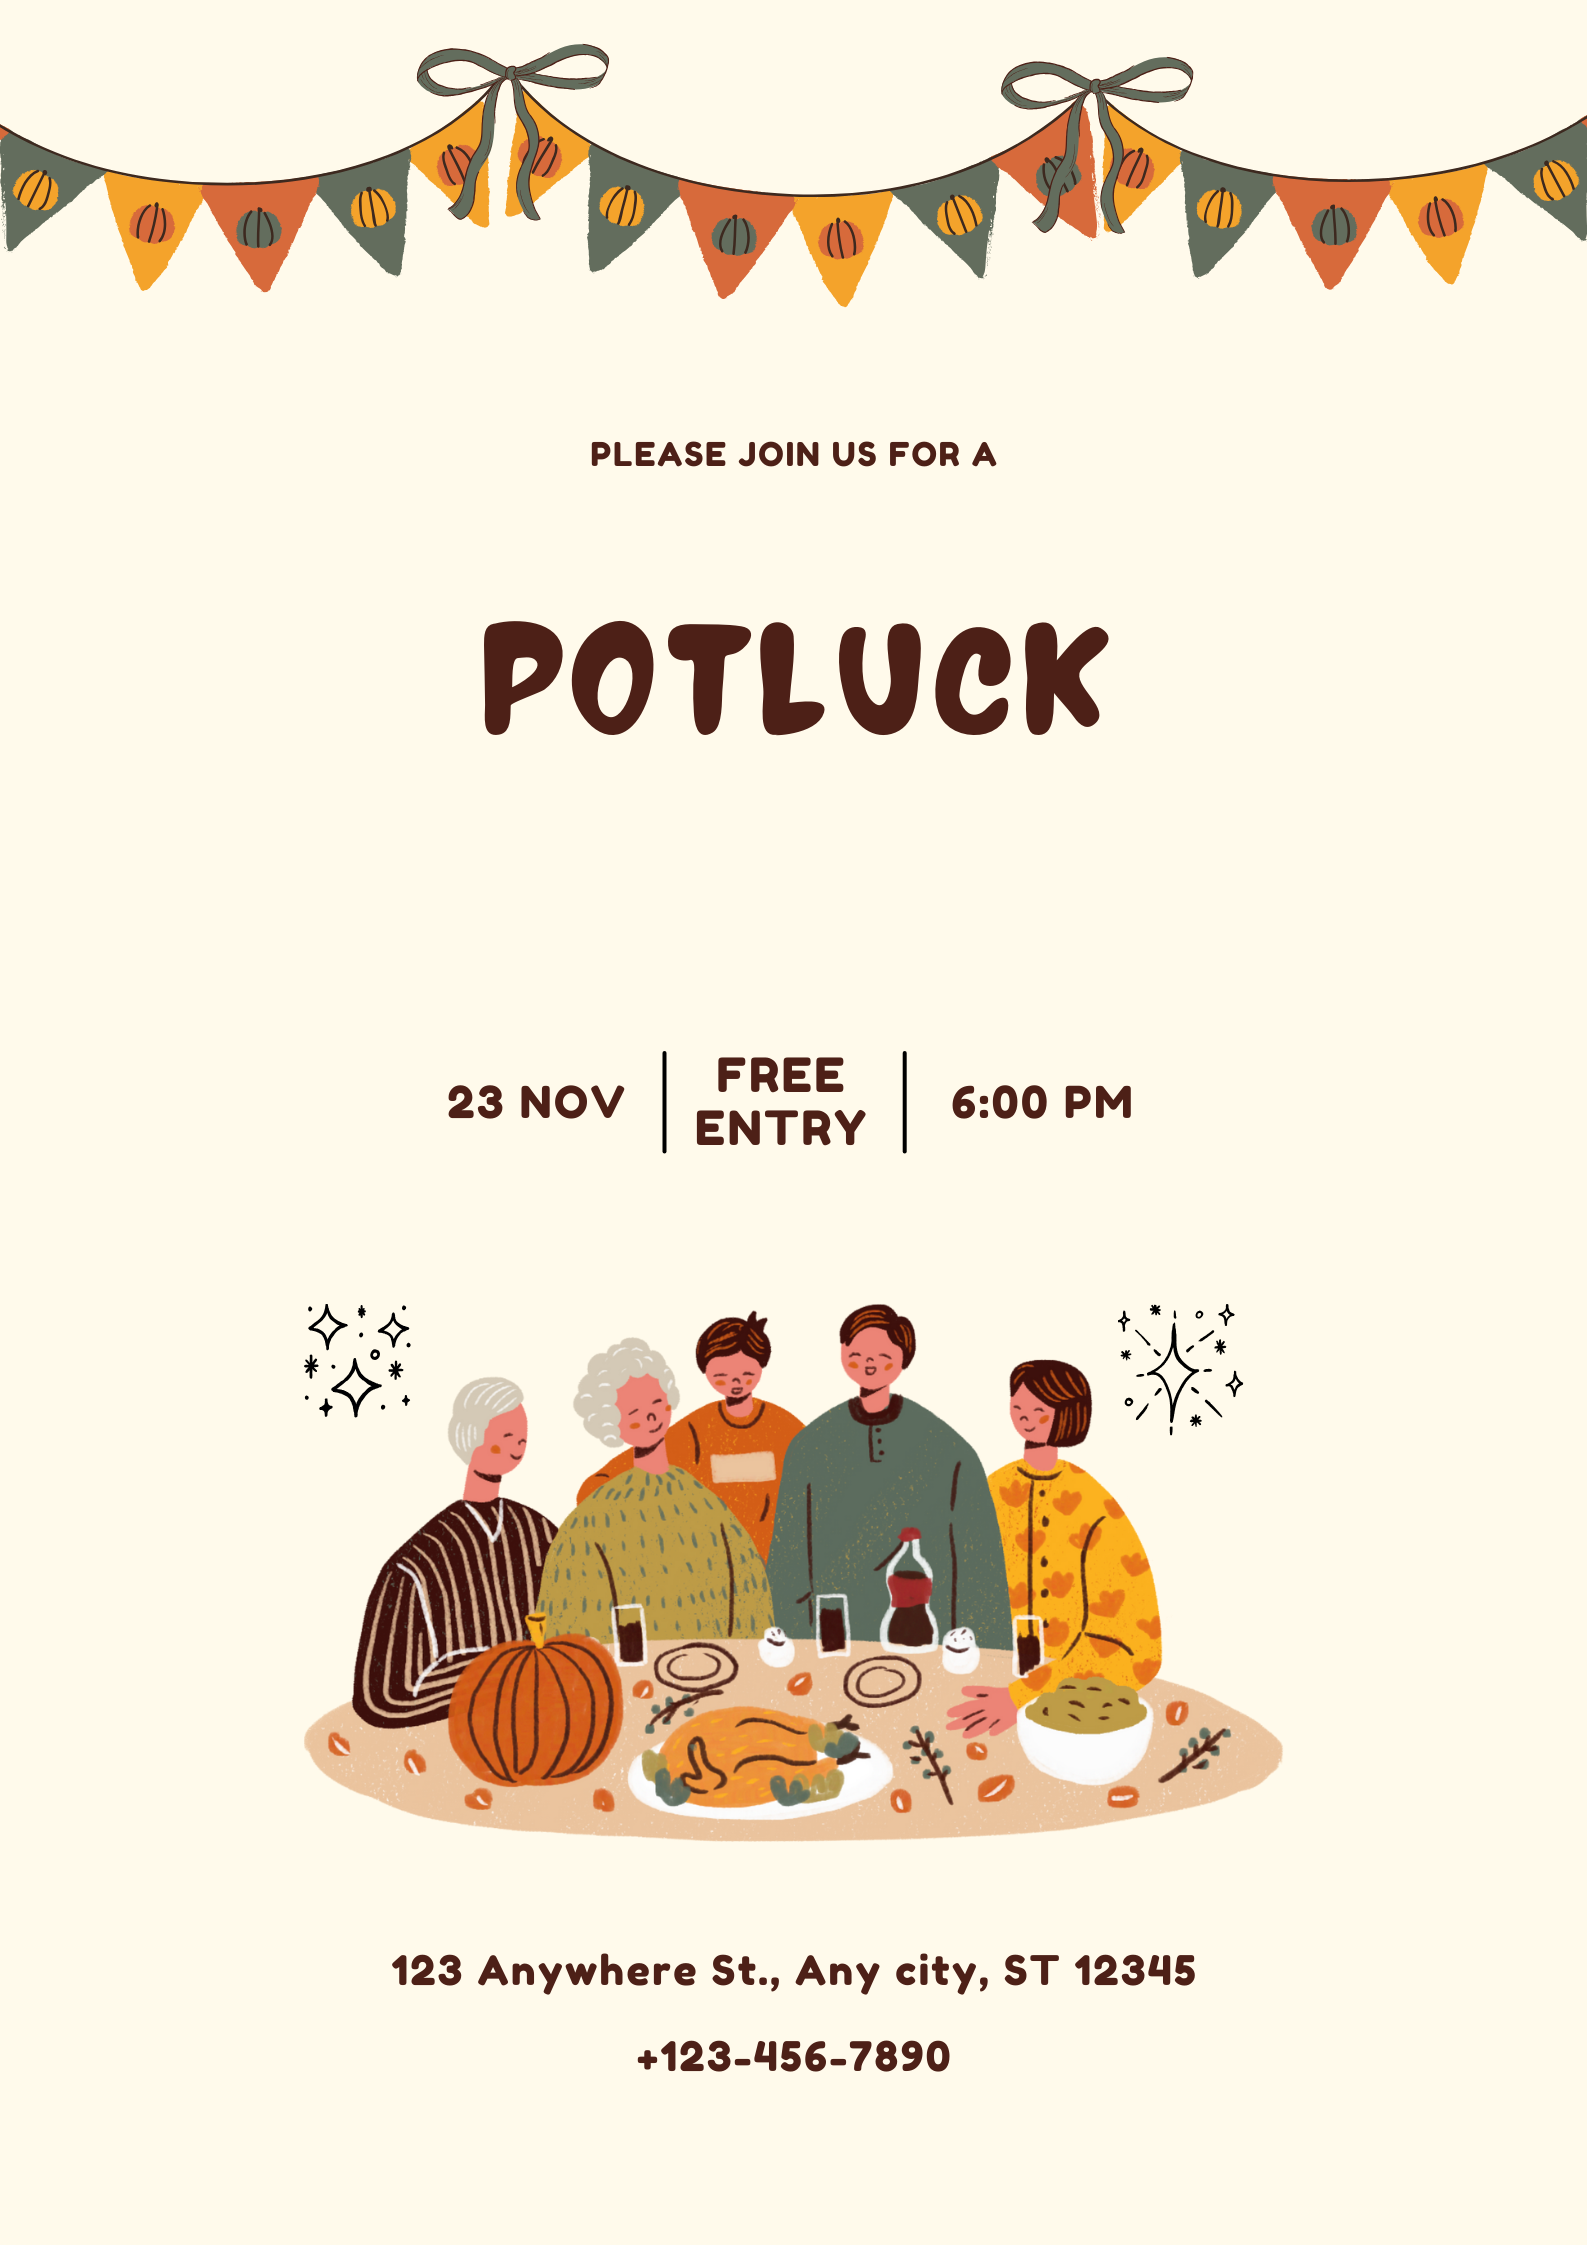 PLEASE JOIN US FOR A
POTLUCK
23 NOV
FREE
ENTRY
6:00 PM
123 Anywhere St., Any city, ST 12345
+123-456-7890